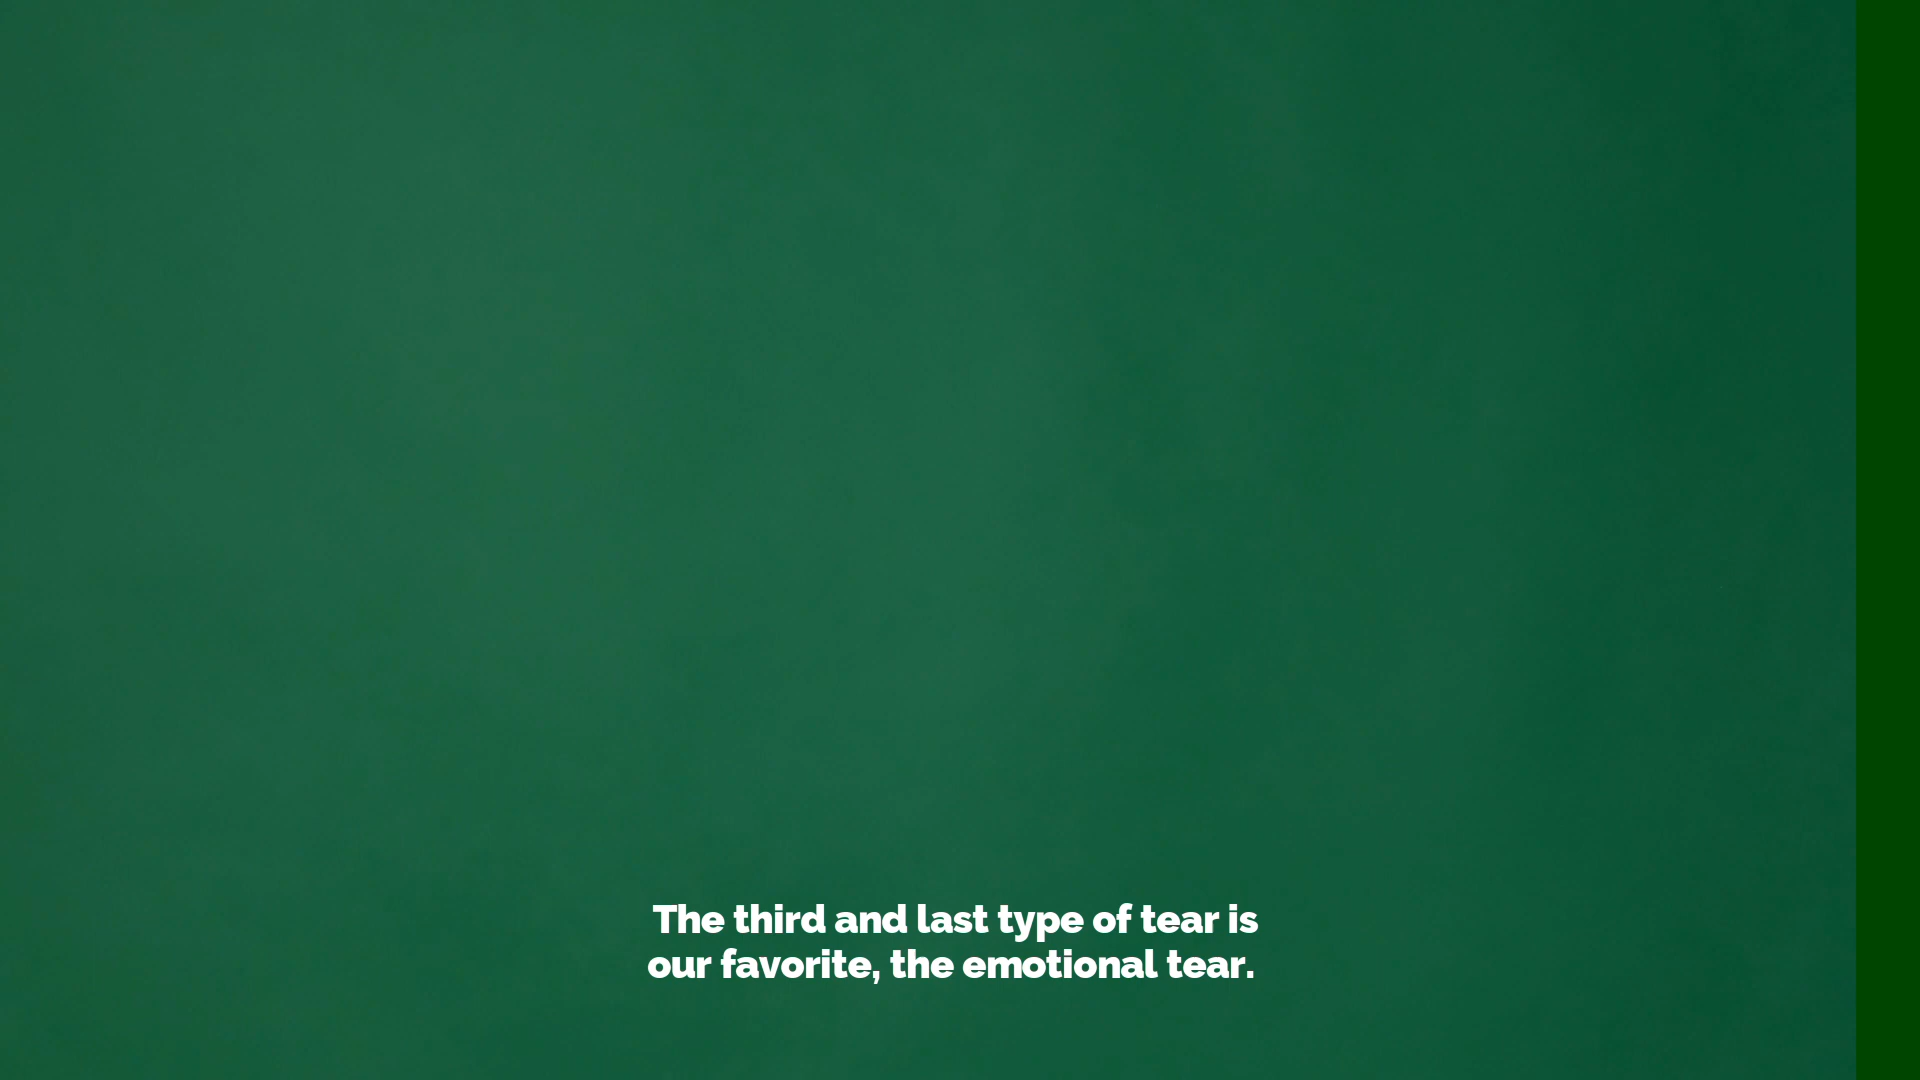 The third and last type of tear is
our favorite, the emotional tear.